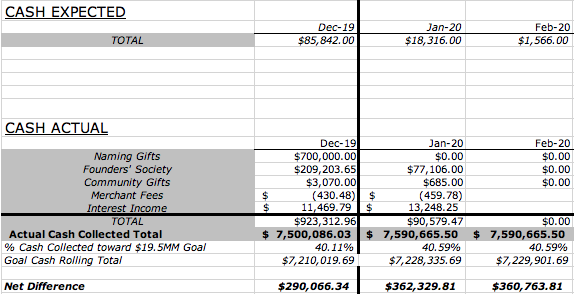 CASH EXPECTED
Dec-19 Jan-20 Feb-20
TOTAL $85,842.00 $18,316.00 $1,566.00
CASH ACTUAL
Dec-19 Jan-20 Feb-20
Naming Gifts $700,000.00 $0.00 $0.00
Founders' Society $209,203.65 $77,106.00 $0.00
Community Gifts $3,070.00 $685.00 $0.00
Merchant Fees $ (430.48) $ (459.78)
Interest Income $ 11,469.79 $ 13,248.25
TOTAL $923,312.96 $90,579.47 $0.00
Actual Cash Collected Total $ 7,500,086.03 $ 7,590,665.50 $ 7,590,665.50
% Cash Collected toward $19.5MM Goal 40.11% 40.59% 40.59%
Goal Cash Rolling Total $7,210,019.69 $7,228,335.69 $7,229,901.69
Net Difference $290,066.34 $362,329.81 $360,763.81